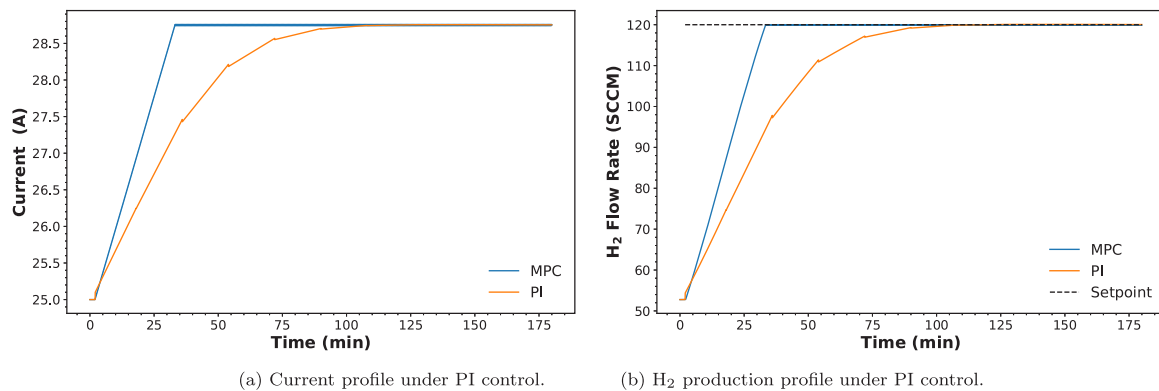 Current (A)
28.5
28.0
27.5
27.0
26.5
26.0
25.5
25.0
0 25 50 75 100 125 150 175
Time (min)
MPC
PI
(a) Current profile under PI control.
H₂ Flow Rate (SCCM)
120
110
100
90
80
70
60
50
0 25 50 75 100 125 150 175
Time (min)
MPC
PI
Setpoint
(b) H₂ production profile under PI control.